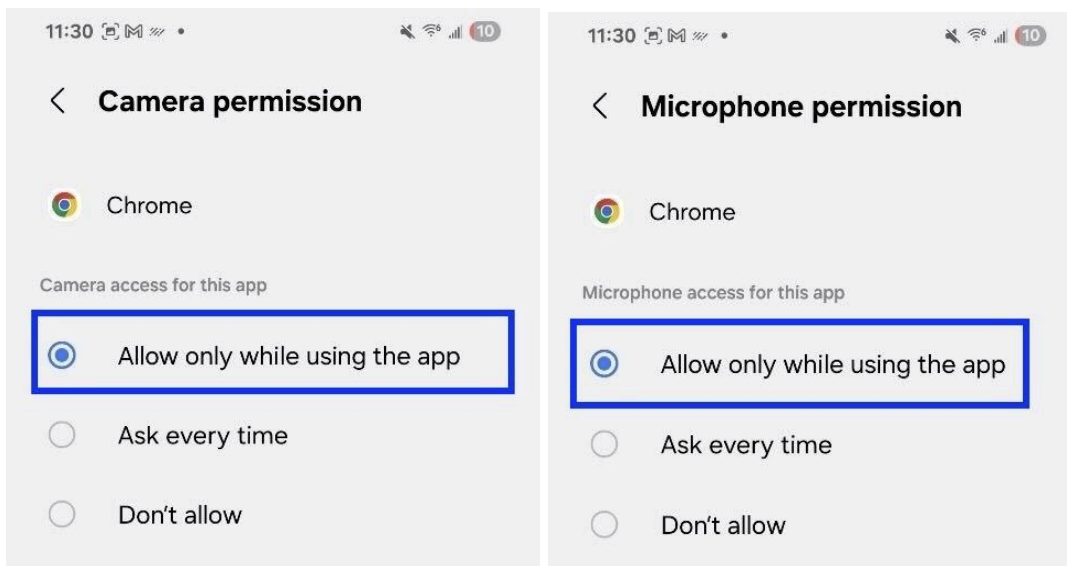 11:30
10
Camera permission
Chrome
Camera access for this app
Allow only while using the app
Ask every time
Don't allow
11:30
10
Microphone permission
Chrome
Microphone access for this app
Allow only while using the app
Ask every time
Don't allow